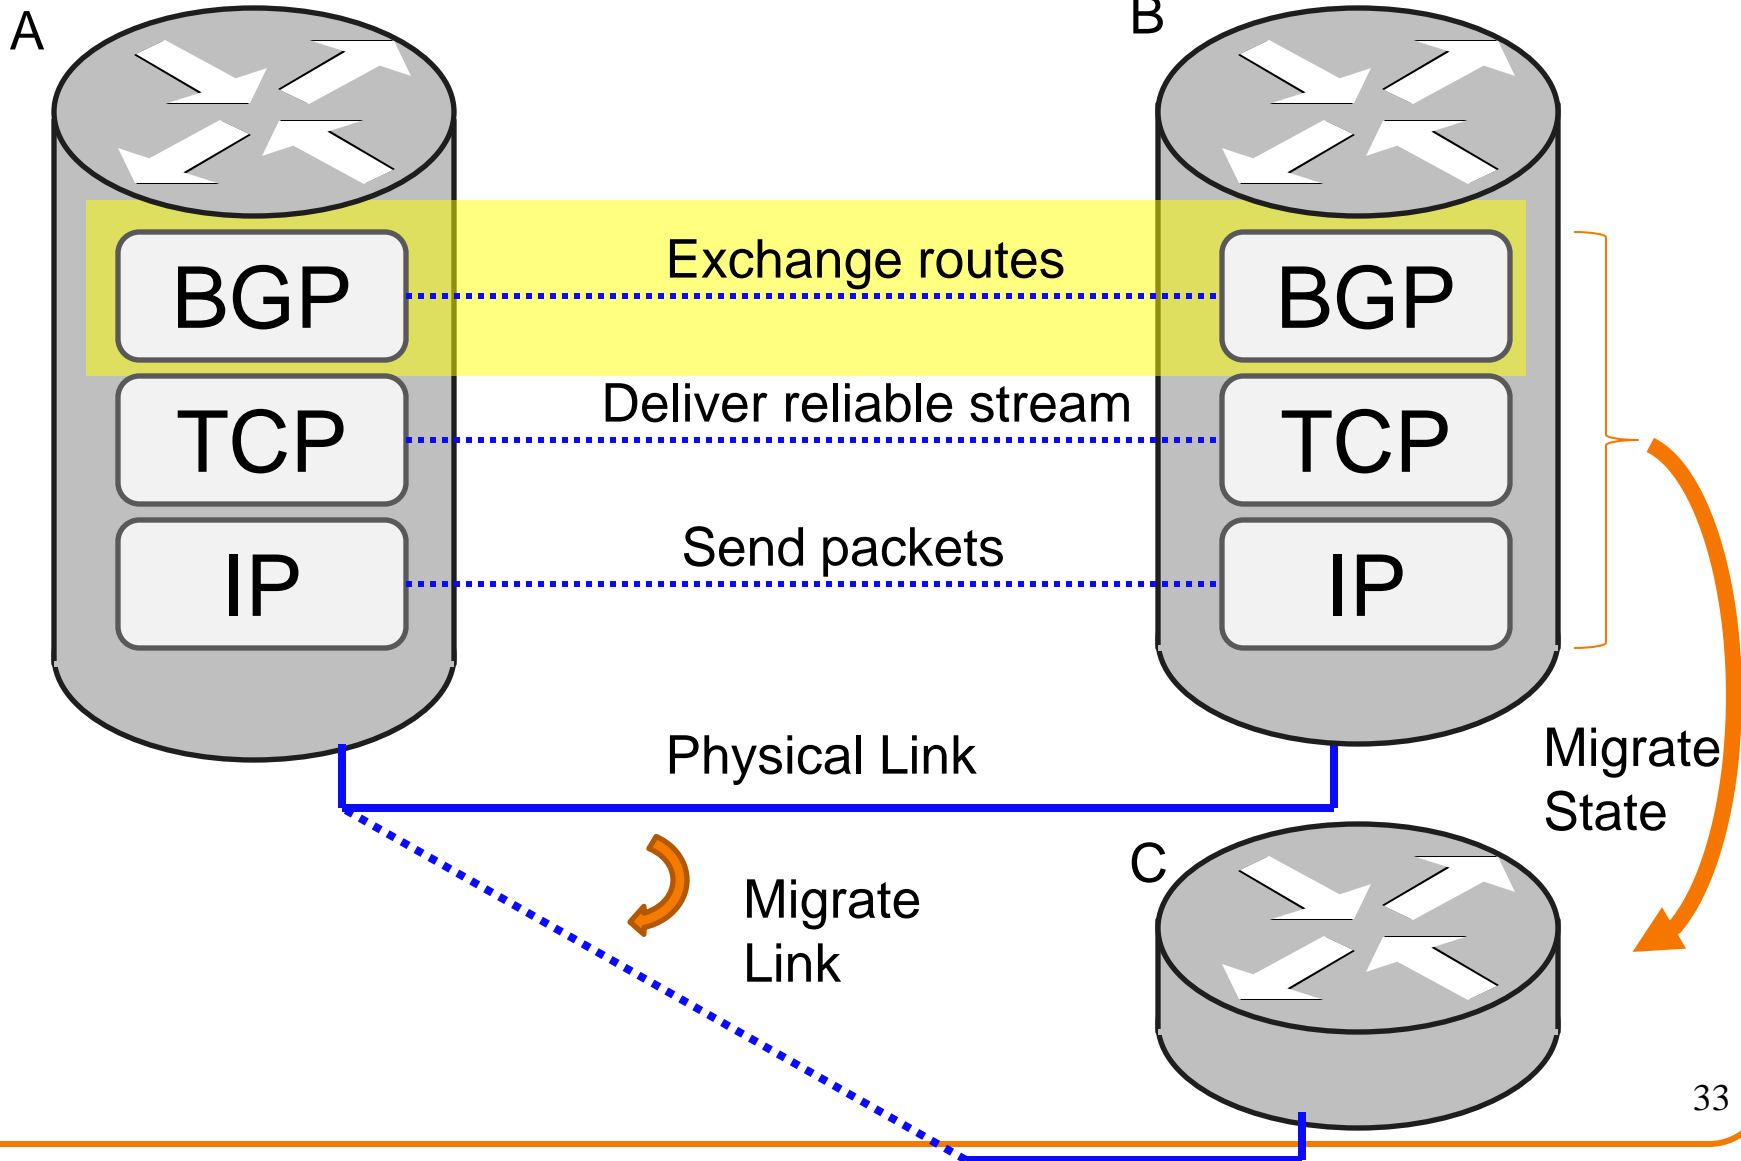 A
B
Exchange routes
BGP
BGP
Deliver reliable stream
TCP
TCP
Send packets
IP
IP
Physical Link
Migrate
State
C
Migrate
Link
33